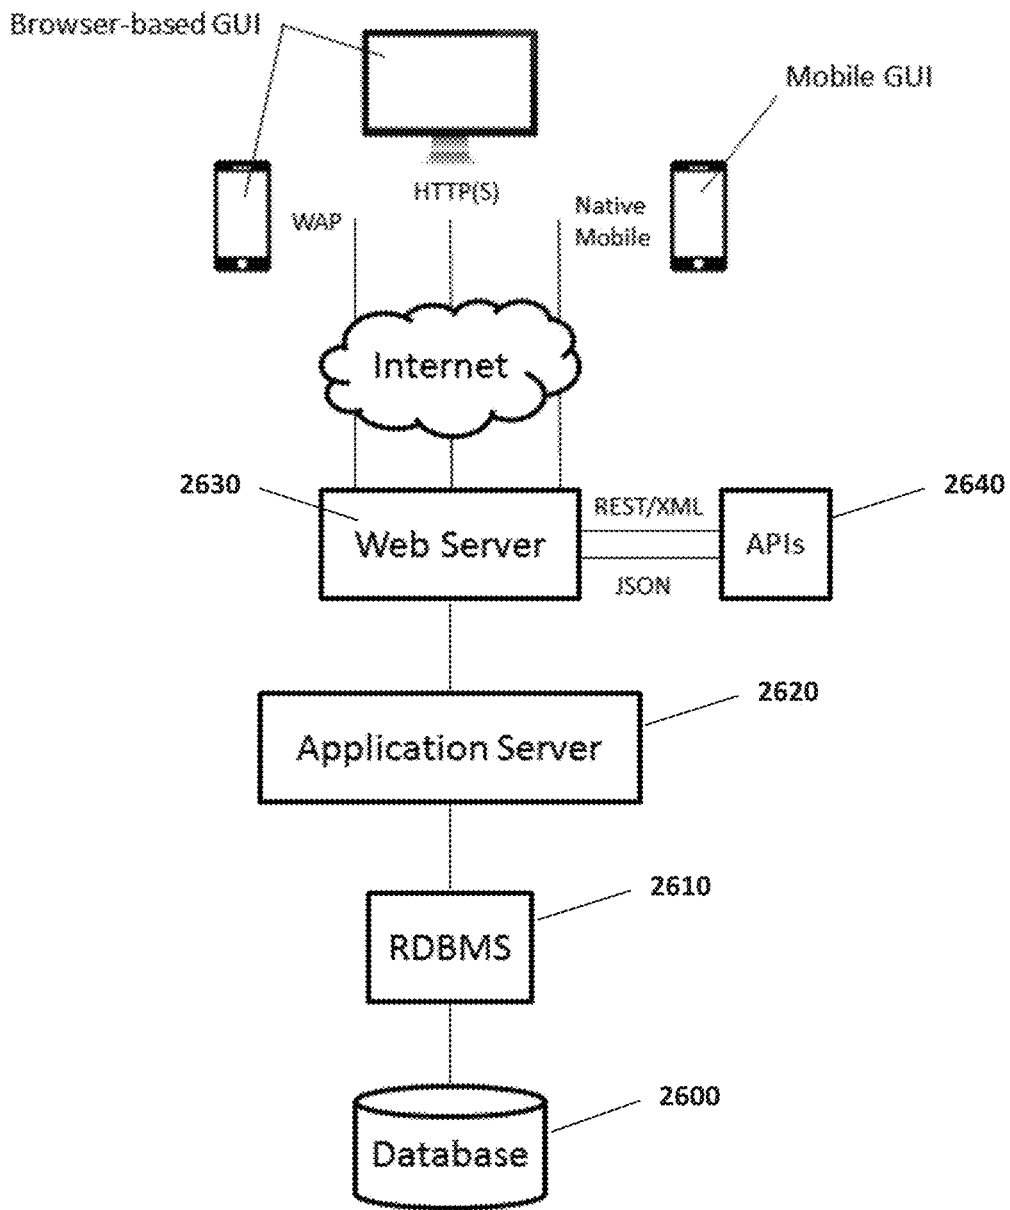 Browser-based GUI
Mobile GUI
HTTP(S)
WAP
Native
Mobile
Internet
2630
2640
REST/XML
Web Server
APIs
JSON
2620
Application Server
2610
RDBMS
2600
Database